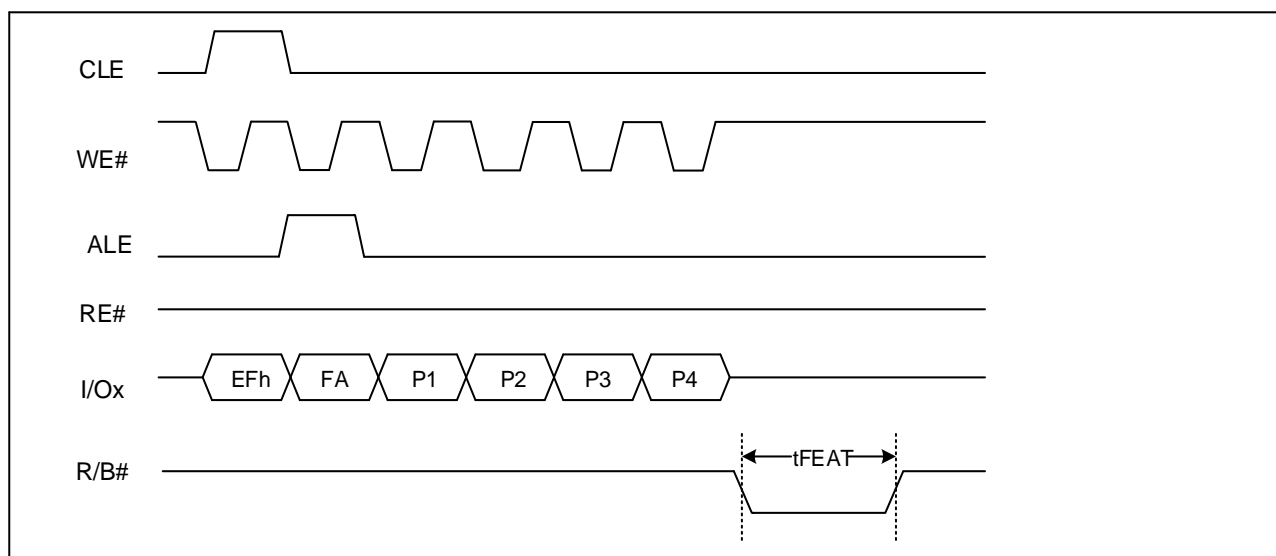 CLE
WE#
ALE
RE#
I/Ox EFh FA P1 P2 P3 P4
R/B# tFEAT